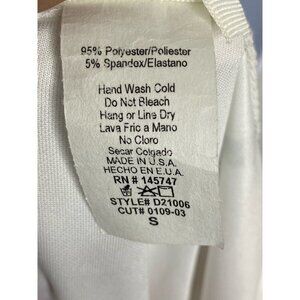 95% Polyester/Poliester
5% Spandex/Elastano
Hand Wash Cold
Do Not Bleach
Hang or Line Dry
Lava Fric a Mano
No Cloro
Secar Colgado
MADE IN U.S.A.
HECHO EN E.U.A.
RN # 145747
STYLE# D21006
CUT# 0109-03
S